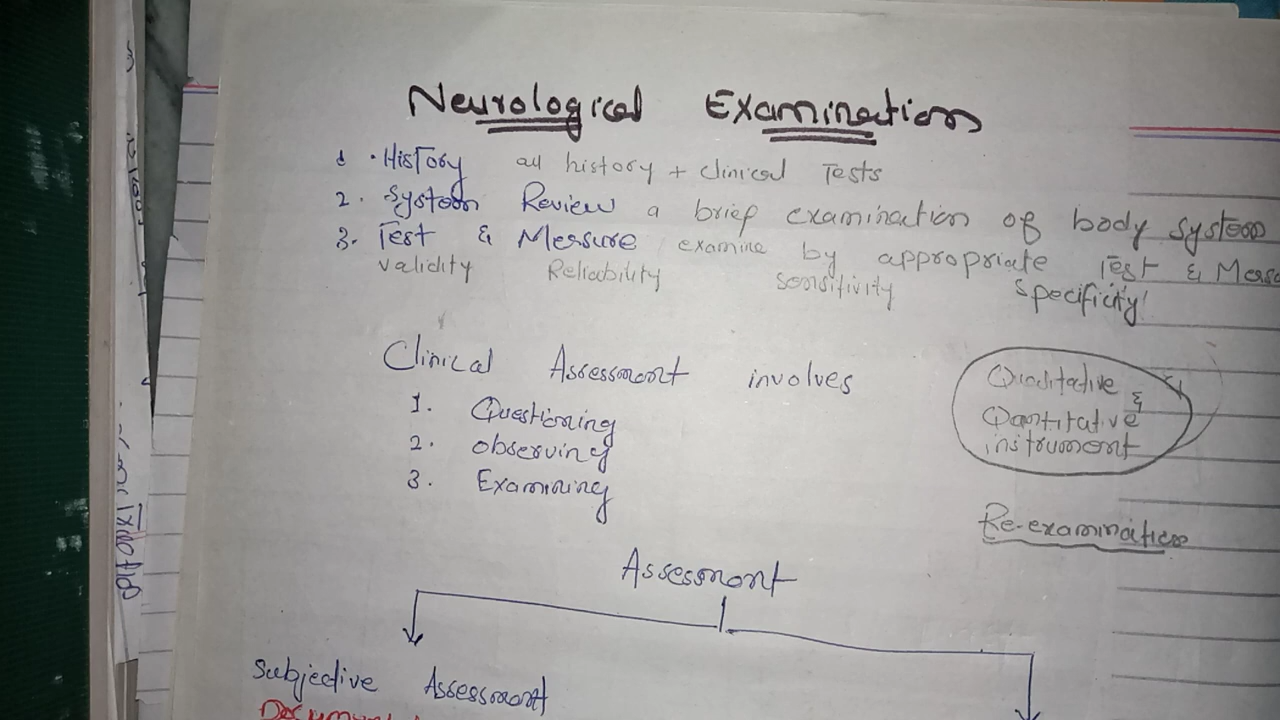 Neurological Examination
1. History all history + clinical Tests
2. System Review a brief examination of body system
3. Test & Measure examine by appropriate Test & Meas
validity Reliability sensitivity specificity
Clinical Assessment involves
1. Questioning
2. observing
3. Examining
Qualitative &
Quantitative
instrument
Re-examination
Assessment
Subjective Assessment